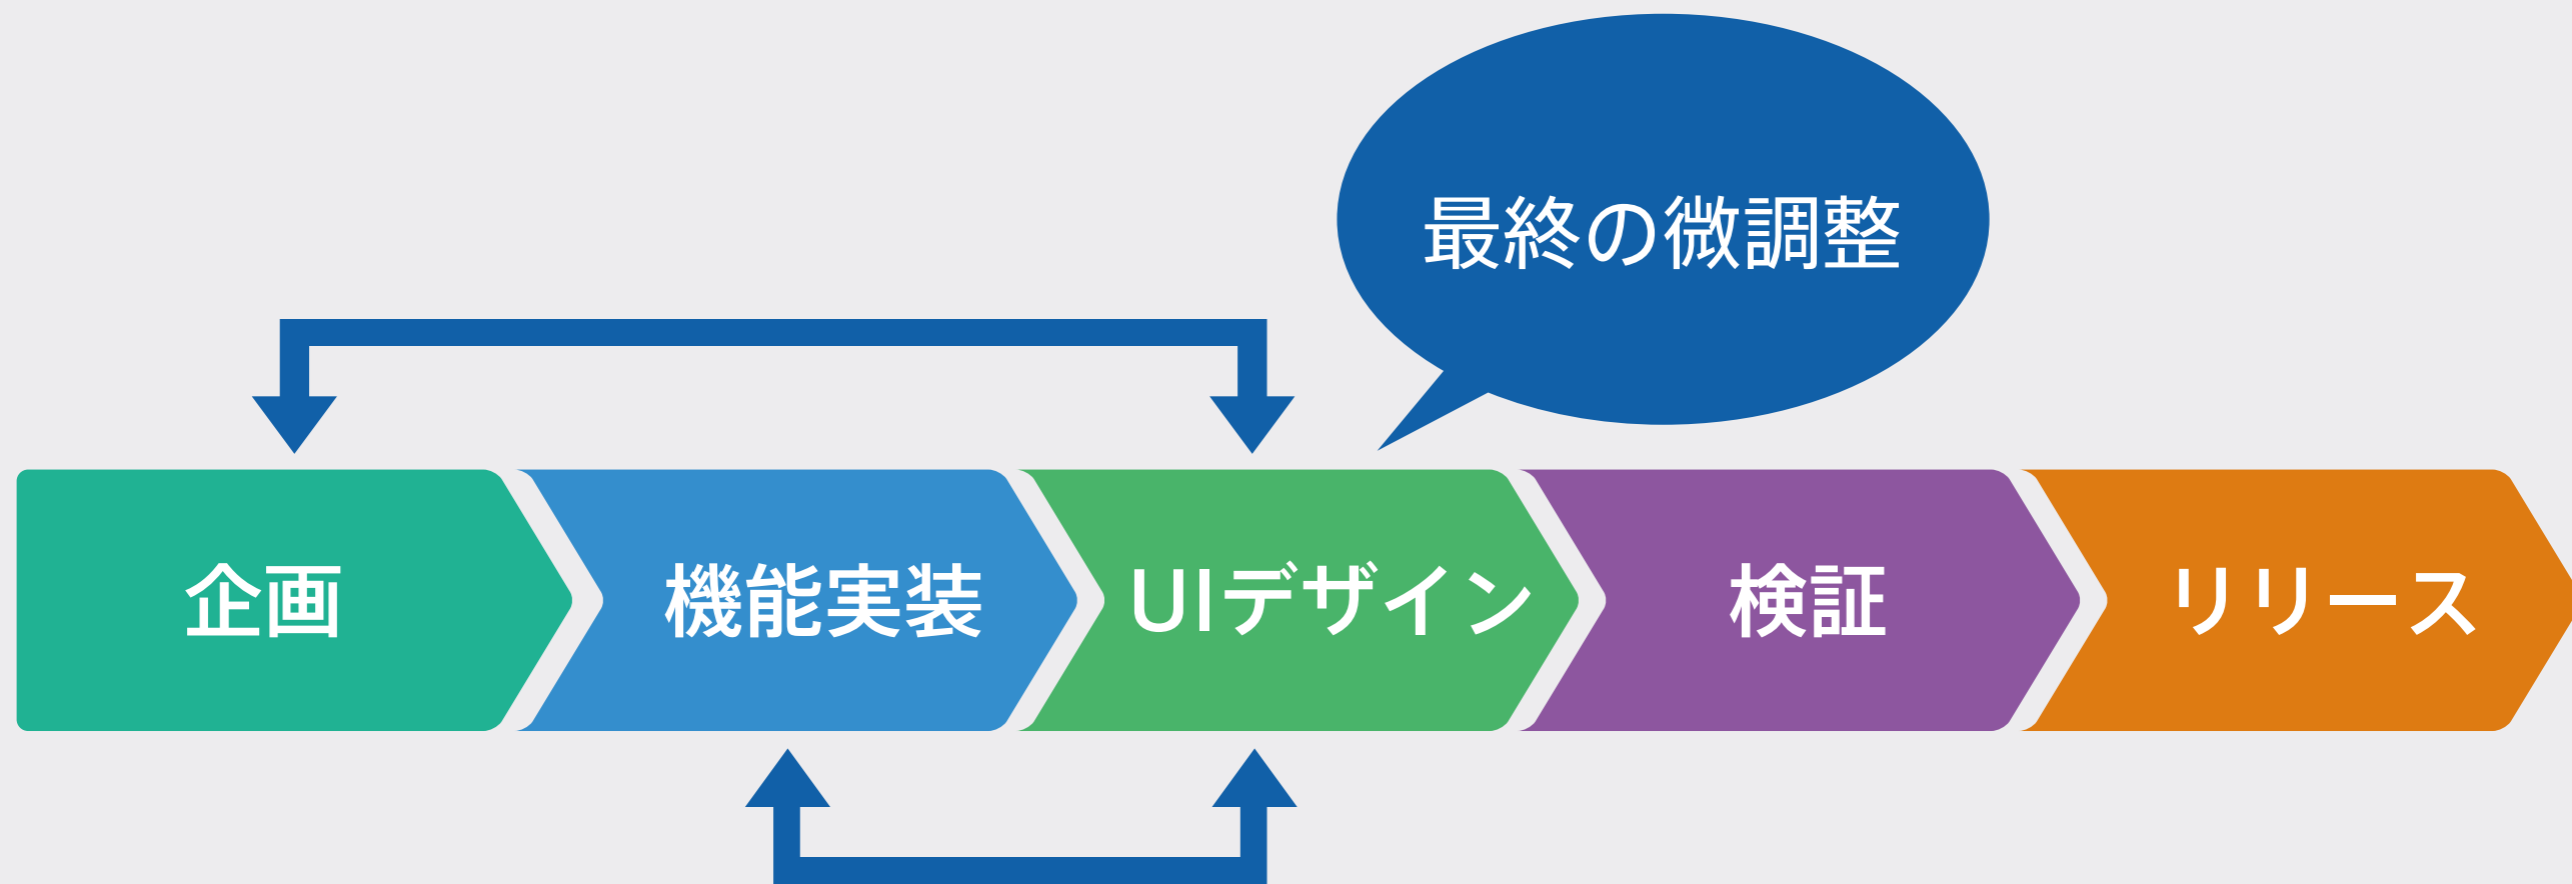 最終の微調整
企画
機能実装
UIデザイン
検証
リリース